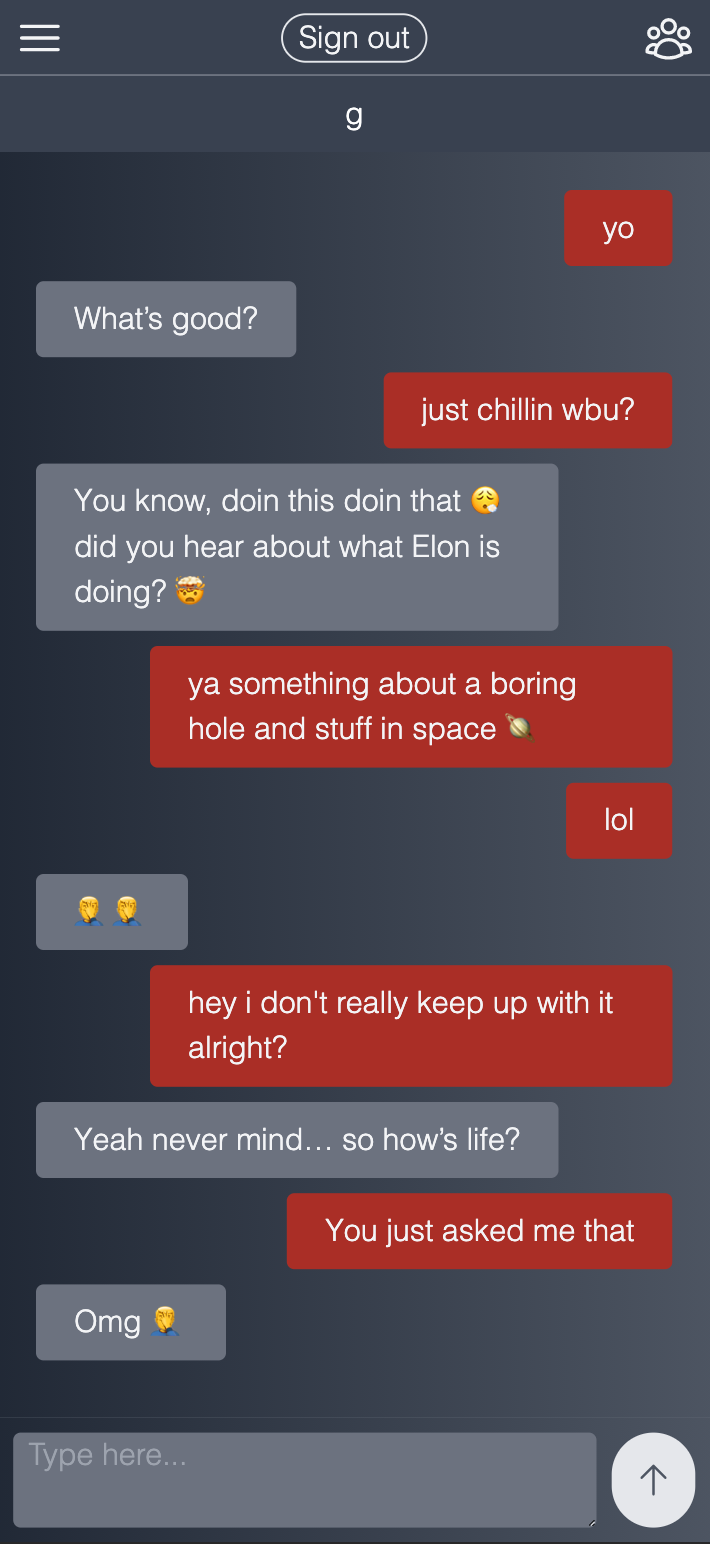 Sign out
g
yo
What’s good?
just chillin wbu?
You know, doin this doin that 😮‍💨
did you hear about what Elon is
doing? 🤯
ya something about a boring
hole and stuff in space 🪐
lol
🤦‍♂️ 🤦‍♂️
hey i don't really keep up with it
alright?
Yeah never mind... so how’s life?
You just asked me that
Omg 🤦‍♂️
Type here...